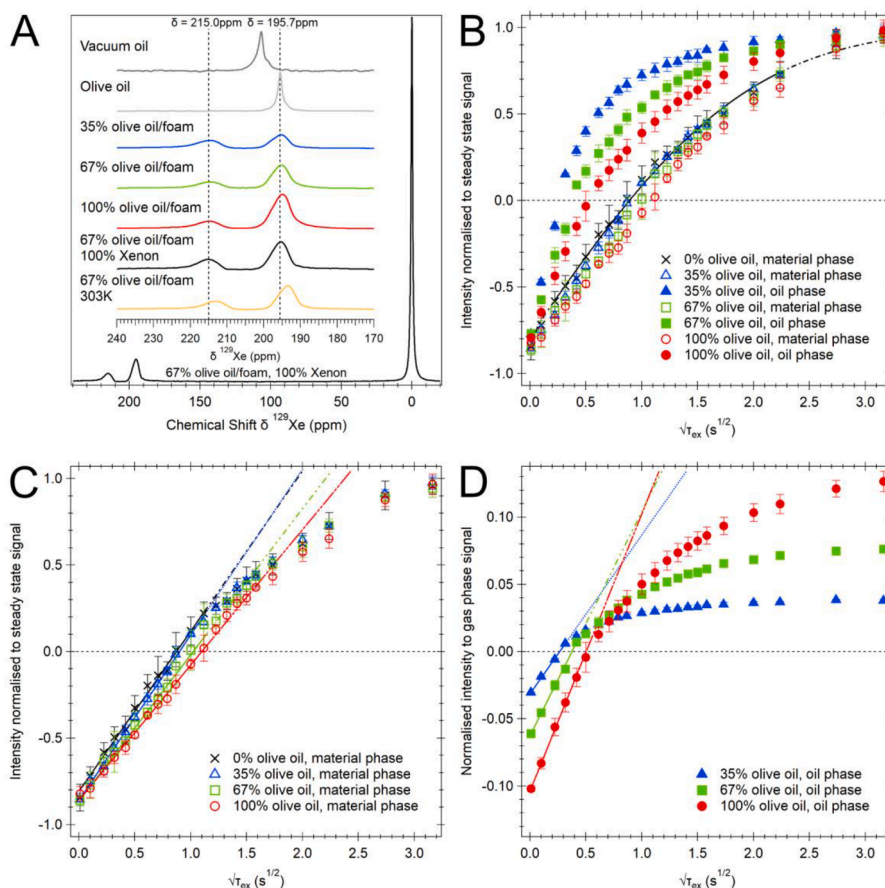 A
δ = 215.0ppm δ = 195.7ppm
Vacuum oil
Olive oil
35% olive oil/foam
67% olive oil/foam
100% olive oil/foam
67% olive oil/foam
100% Xenon
67% olive oil/foam
303K
240 230 220 210 200 190 180 170
δ ¹²⁹Xe (ppm)
67% olive oil/foam, 100% Xenon
200 150 100 50 0
Chemical Shift δ ¹²⁹Xe (ppm)
B
Intensity normalised to steady state signal
1.0
0.5
0.0
-0.5
-1.0
0% olive oil, material phase
35% olive oil, material phase
35% olive oil, oil phase
67% olive oil, material phase
67% olive oil, oil phase
100% olive oil, material phase
100% olive oil, oil phase
0.0 0.5 1.0 1.5 2.0 2.5 3.0
√τex (s1/2)
C
Intensity normalised to steady state signal
1.0
0.5
0.0
-0.5
-1.0
0% olive oil, material phase
35% olive oil, material phase
67% olive oil, material phase
100% olive oil, material phase
0.0 0.5 1.0 1.5 2.0 2.5 3.0
√τex (s1/2)
D
Normalised intensity to gas phase signal
0.10
0.05
0.00
-0.05
-0.10
35% olive oil, oil phase
67% olive oil, oil phase
100% olive oil, oil phase
0.0 0.5 1.0 1.5 2.0 2.5 3.0
√τex (s1/2)